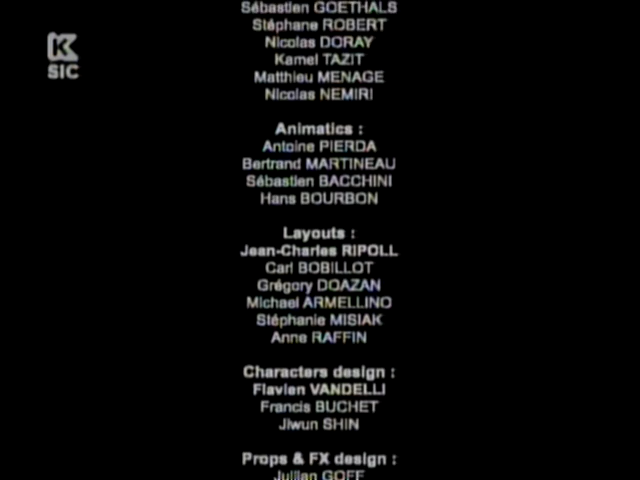 K
SIC
Sébastien GOETHALS
Stéphane ROBERT
Nicolas DORAY
Kamel TAZIT
Matthieu MENAGE
Nicolas NEMIRI
Animatics :
Antoine PIERDA
Bertrand MARTINEAU
Sébastien BACCHINI
Hans BOURBON
Layouts :
Jean-Charles RIPOLL
Carl BOBILLOT
Grégory DOAZAN
Michael ARMELLINO
Stéphanie MISIAK
Anne RAFFIN
Characters design :
Flavien VANDELLI
Francis BUCHET
Jiwun SHIN
Props & FX design :
GOFF